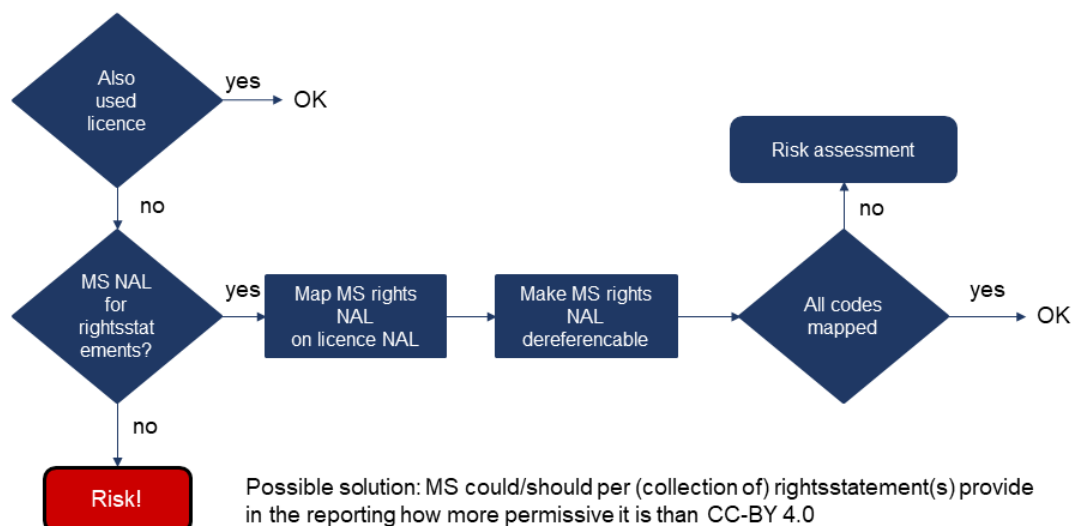 Also
used
licence
yes
OK
no
MS NAL
for
rightsstat
ements?
yes
Map MS rights
NAL
on licence NAL
Make MS rights
NAL
dereferencable
All codes
mapped
yes
OK
no
Risk assessment
no
Risk!
Possible solution: MS could/should per (collection of) rightsstatement(s) provide
in the reporting how more permissive it is than CC-BY 4.0